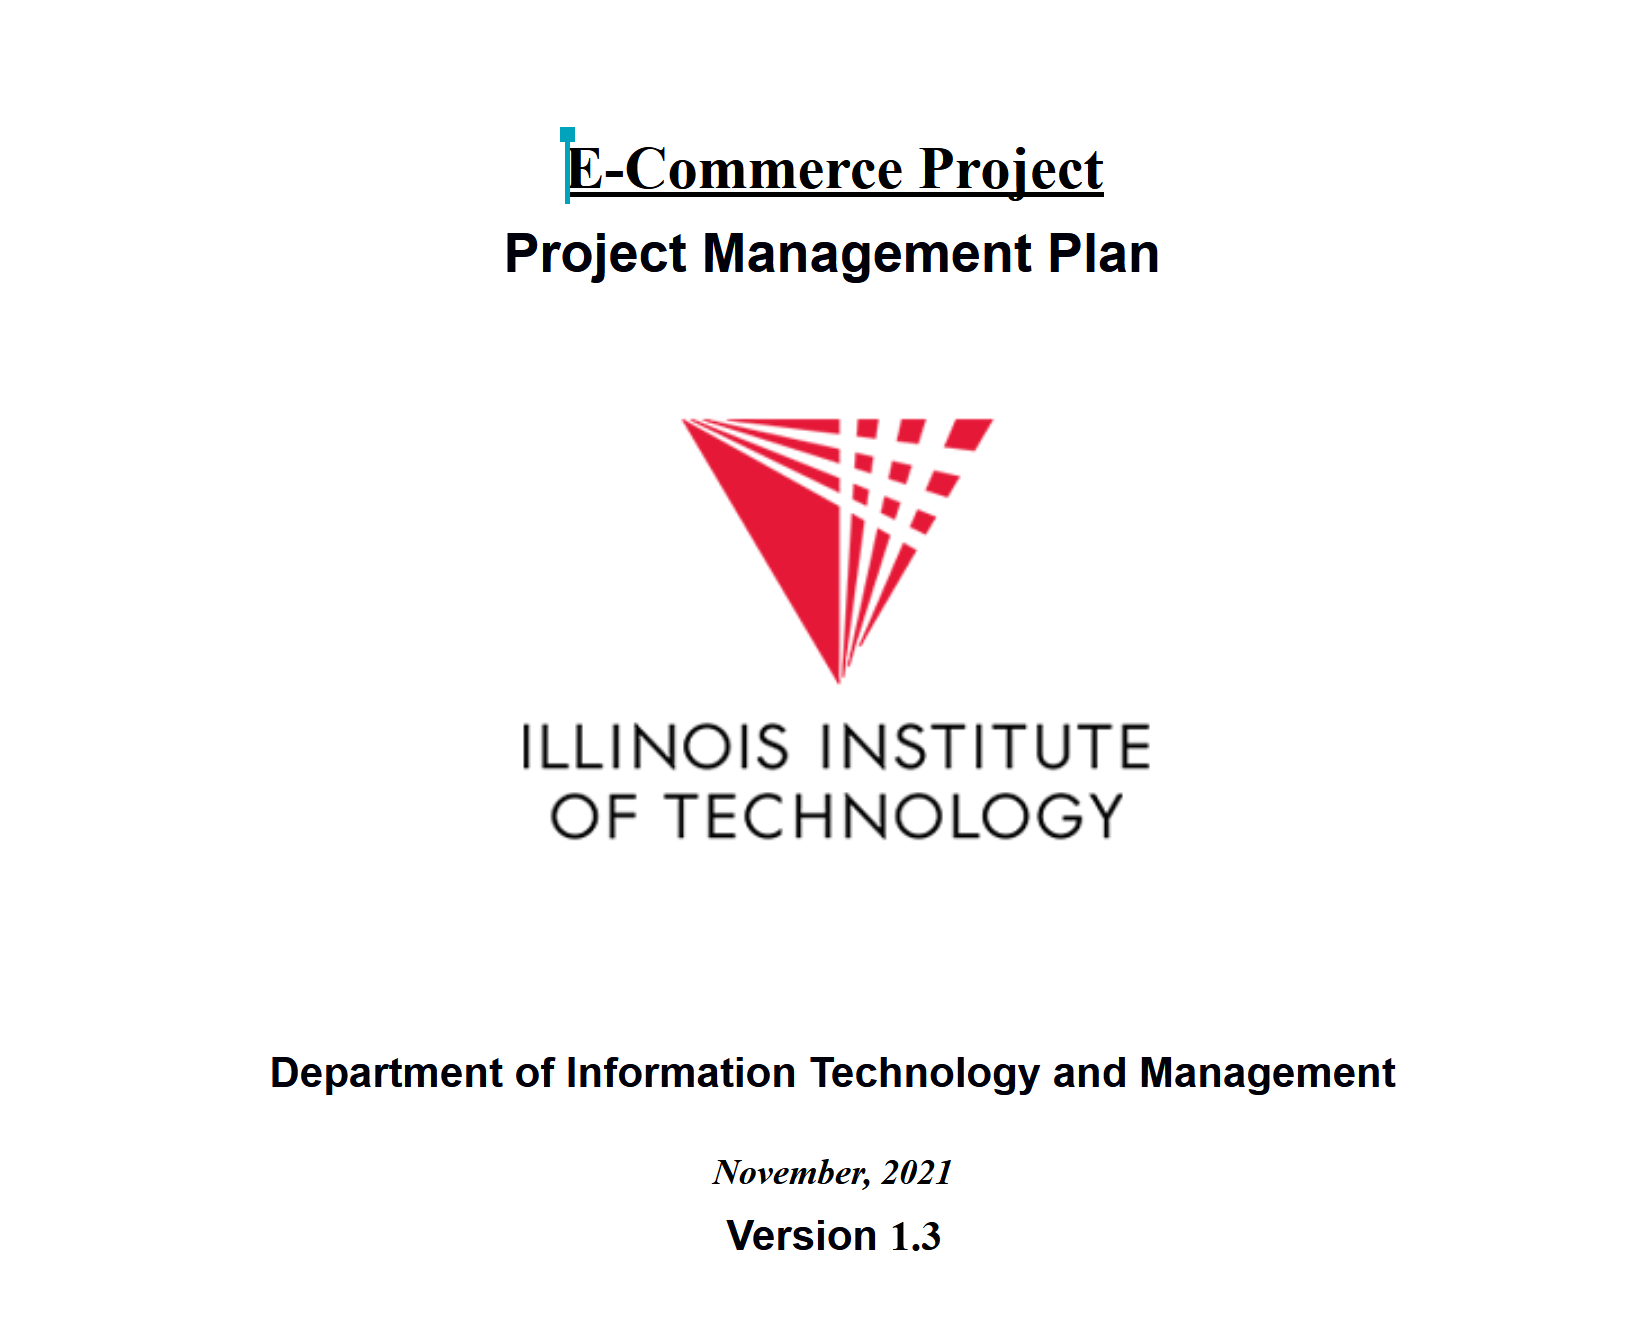 E-Commerce Project
Project Management Plan
ILLINOIS INSTITUTE
OF TECHNOLOGY
Department of Information Technology and Management
November, 2021
Version 1.3